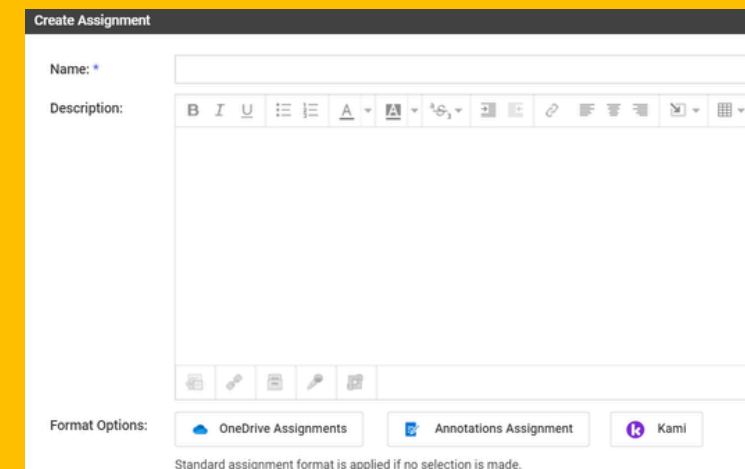 Create Assignment
Name: *
Description:
B I U A A S
Format Options:
OneDrive Assignments Annotations Assignment Kami
Standard assignment format is applied if no selection is made.